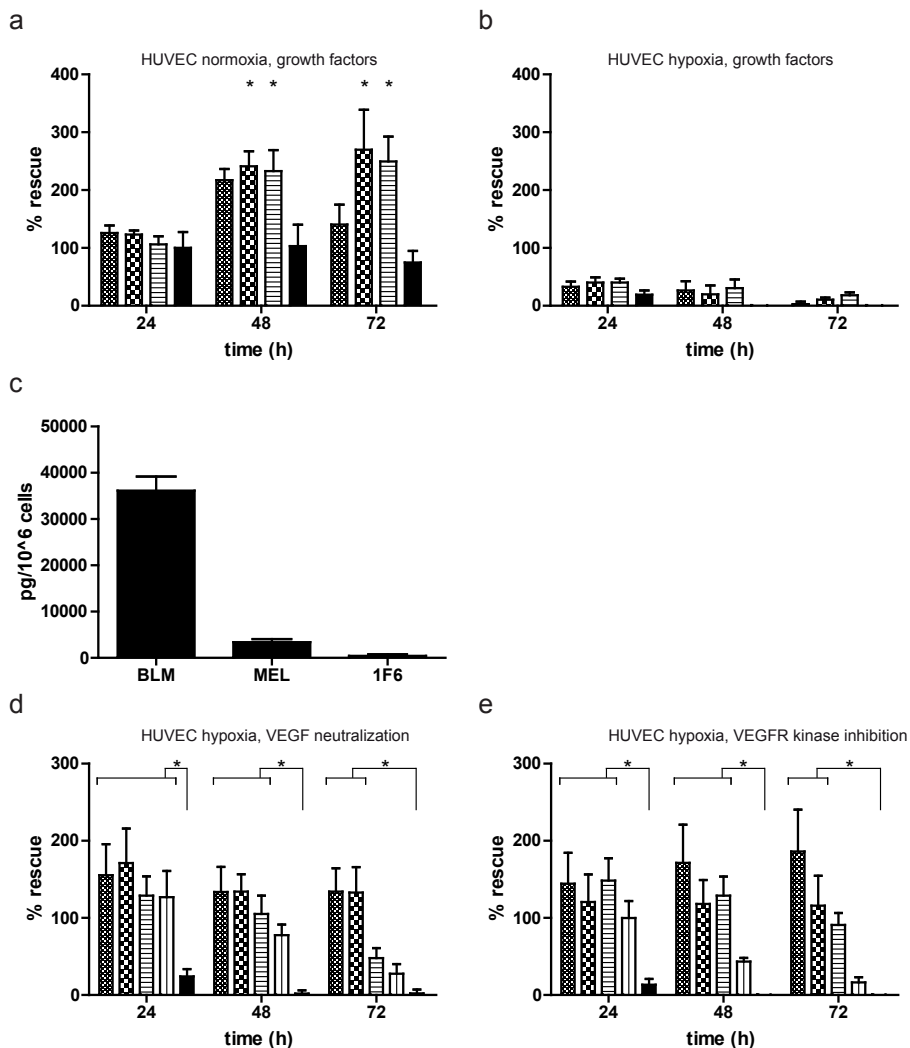 a
HUVEC normoxia, growth factors
400
300
200
100
0
% rescue
* * * *
24 48 72
time (h)
b
HUVEC hypoxia, growth factors
400
300
200
100
0
% rescue
24 48 72
time (h)
c
50000
40000
30000
20000
10000
0
pg/10^6 cells
BLM MEL 1F6
d
HUVEC hypoxia, VEGF neutralization
300
200
100
0
% rescue
* * *
24 48 72
time (h)
e
HUVEC hypoxia, VEGFR kinase inhibition
300
200
100
0
% rescue
* * *
24 48 72
time (h)